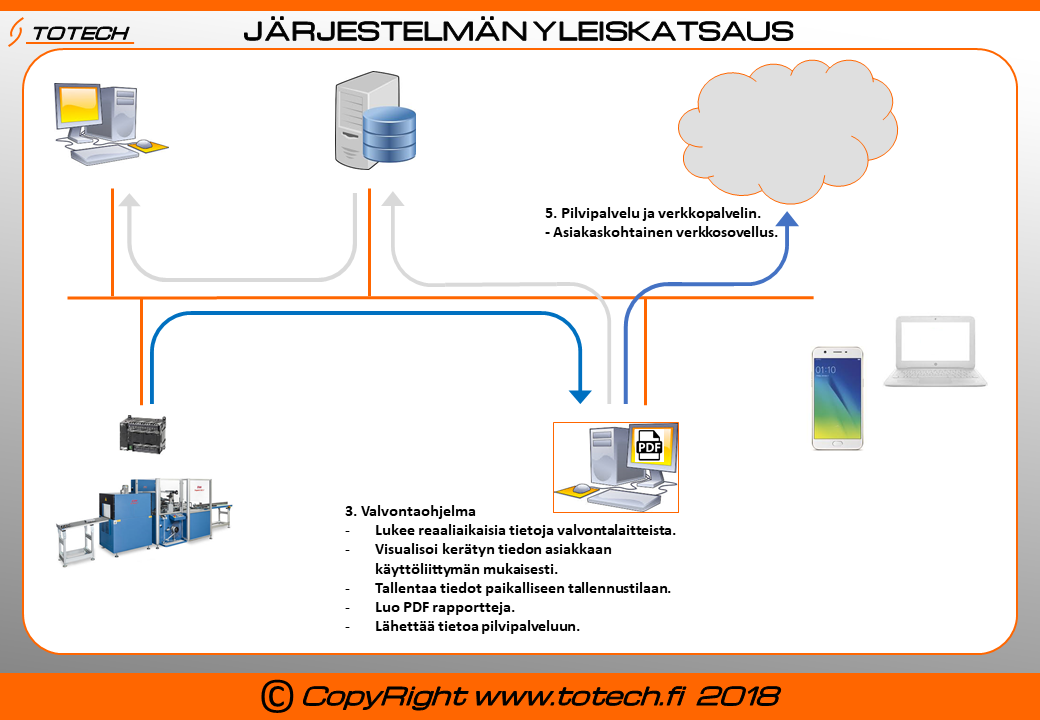 TOTECH
JÄRJESTELMÄN YLEISKATSAUS
5. Pilvipalvelu ja verkkopalvelin.
- Asiakaskohtainen verkkosovellus.
01:10
PDF
3. Valvontaohjelma
- Lukee reaaliaikaisia tietoja valvontalaitteista.
- Visualisoi kerätyn tiedon asiakkaan
käyttöliittymän mukaisesti.
- Tallentaa tiedot paikalliseen tallennustilaan.
- Luo PDF rapportteja.
- Lähettää tietoa pilvipalveluun.
© CopyRight www.totech.fi 2018